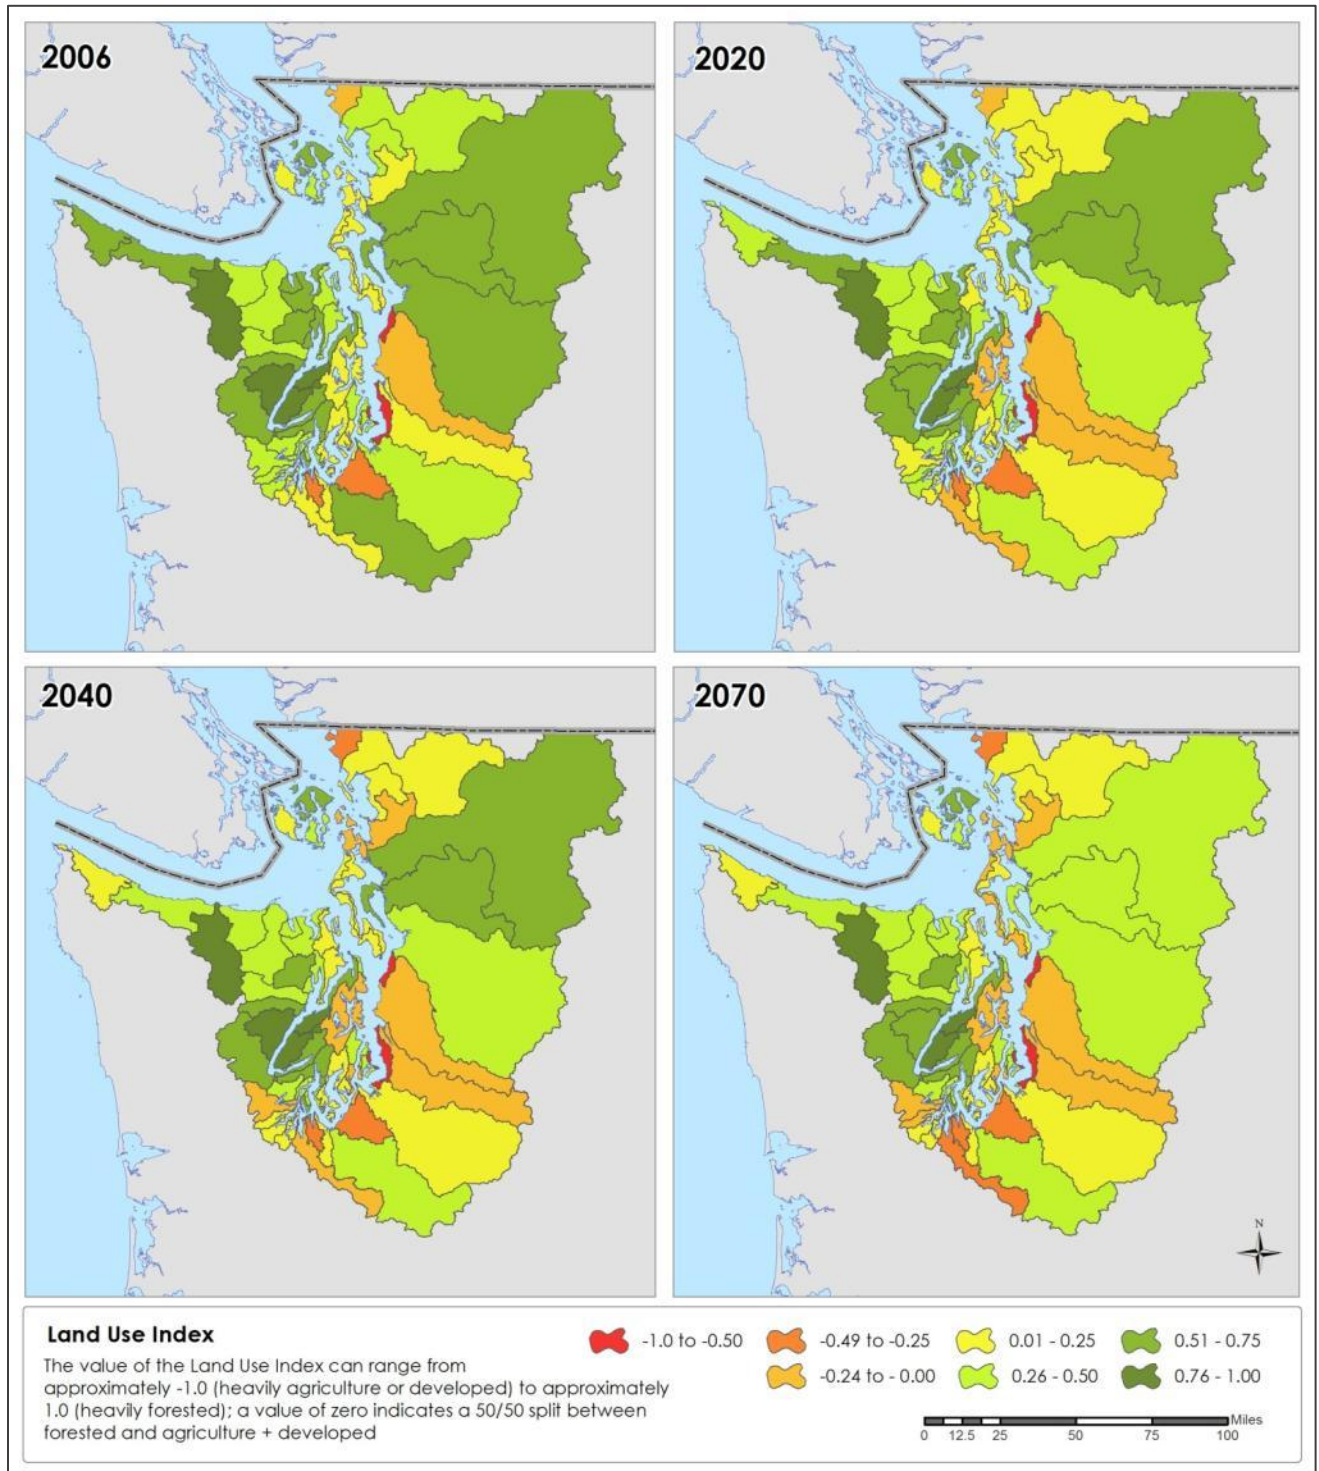 2006
2020
2040
2070
N
Land Use Index
The value of the Land Use Index can range from
approximately -1.0 (heavily agriculture or developed) to approximately
1.0 (heavily forested); a value of zero indicates a 50/50 split between
forested and agriculture + developed
-1.0 to -0.50
-0.49 to -0.25
0.01 - 0.25
0.51 - 0.75
-0.24 to - 0.00
0.26 - 0.50
0.76 - 1.00
Miles
0 12.5 25 50 75 100